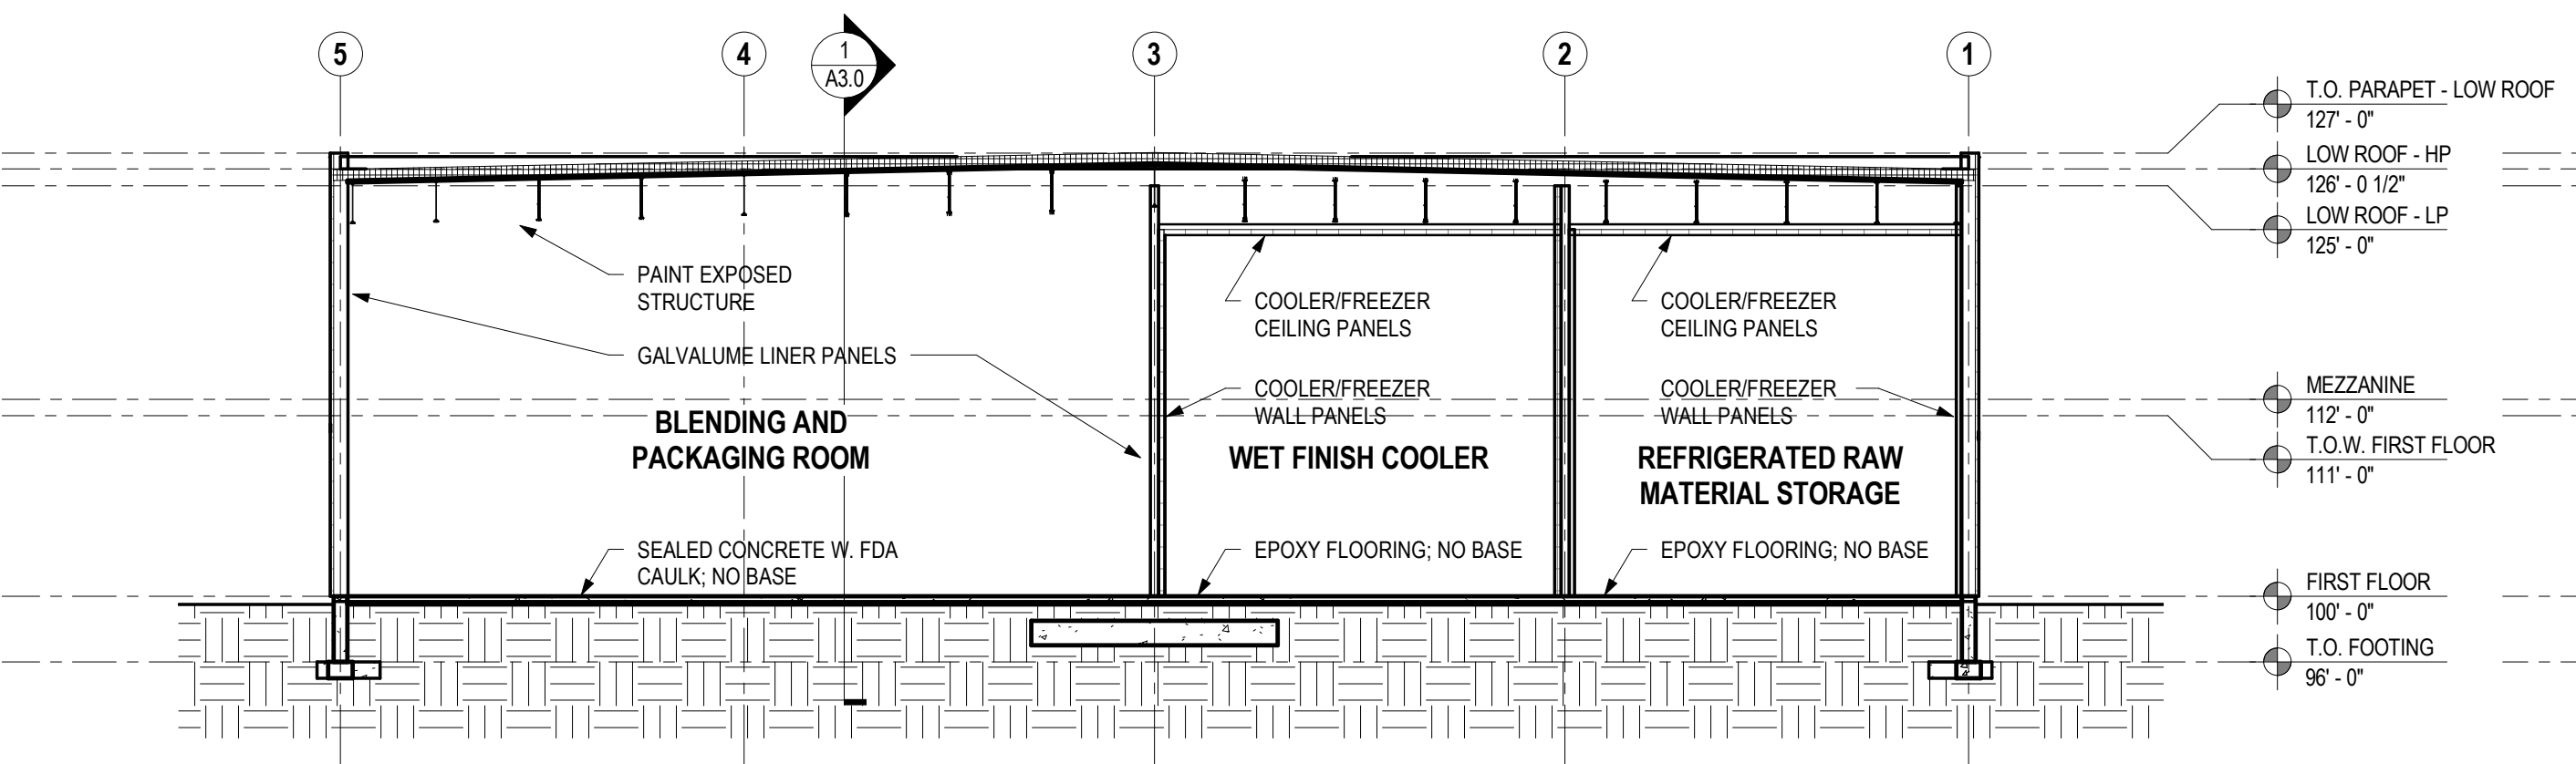 5
4
1
A3.0
3
2
1
T.O. PARAPET - LOW ROOF
127' - 0"
LOW ROOF - HP
126' - 0 1/2"
LOW ROOF - LP
125' - 0"
PAINT EXPOSED
STRUCTURE
GALVALUME LINER PANELS
COOLER/FREEZER
CEILING PANELS
COOLER/FREEZER
CEILING PANELS
COOLER/FREEZER
WALL PANELS
COOLER/FREEZER
WALL PANELS
MEZZANINE
112' - 0"
T.O.W. FIRST FLOOR
111' - 0"
BLENDING AND
PACKAGING ROOM
WET FINISH COOLER
REFRIGERATED RAW
MATERIAL STORAGE
SEALED CONCRETE W. FDA
CAULK; NO BASE
EPOXY FLOORING; NO BASE
EPOXY FLOORING; NO BASE
FIRST FLOOR
100' - 0"
T.O. FOOTING
96' - 0"